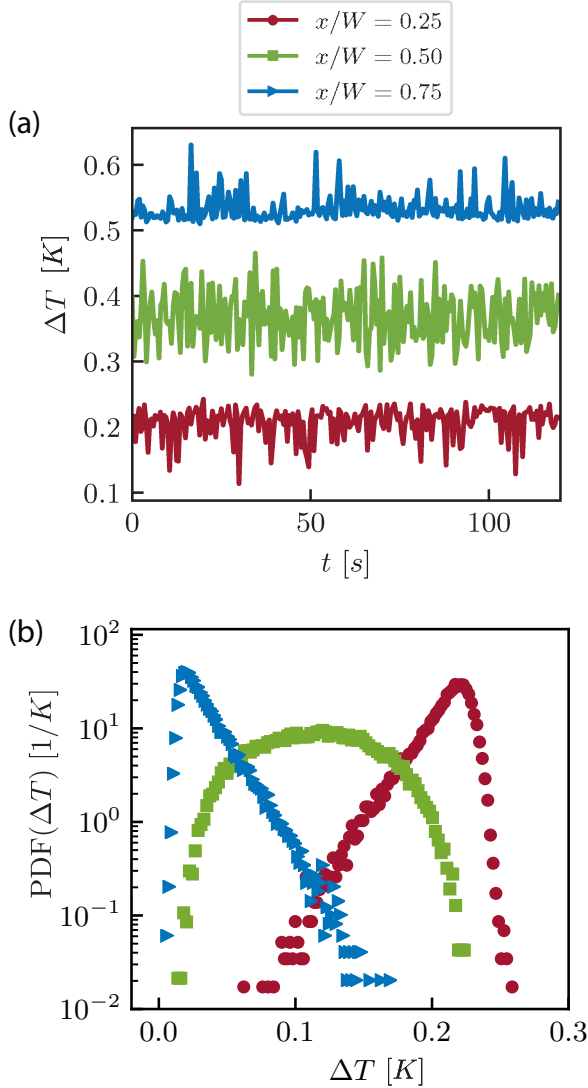 x/W = 0.25
x/W = 0.50
x/W = 0.75
(a)
0.6
0.5
0.4
0.3
0.2
0.1
ΔT [K]
0
50
100
t [s]
(b)
10²
10¹
10⁰
10⁻¹
10⁻²
PDF(ΔT) [1/K]
0.0
0.1
0.2
0.3
ΔT [K]